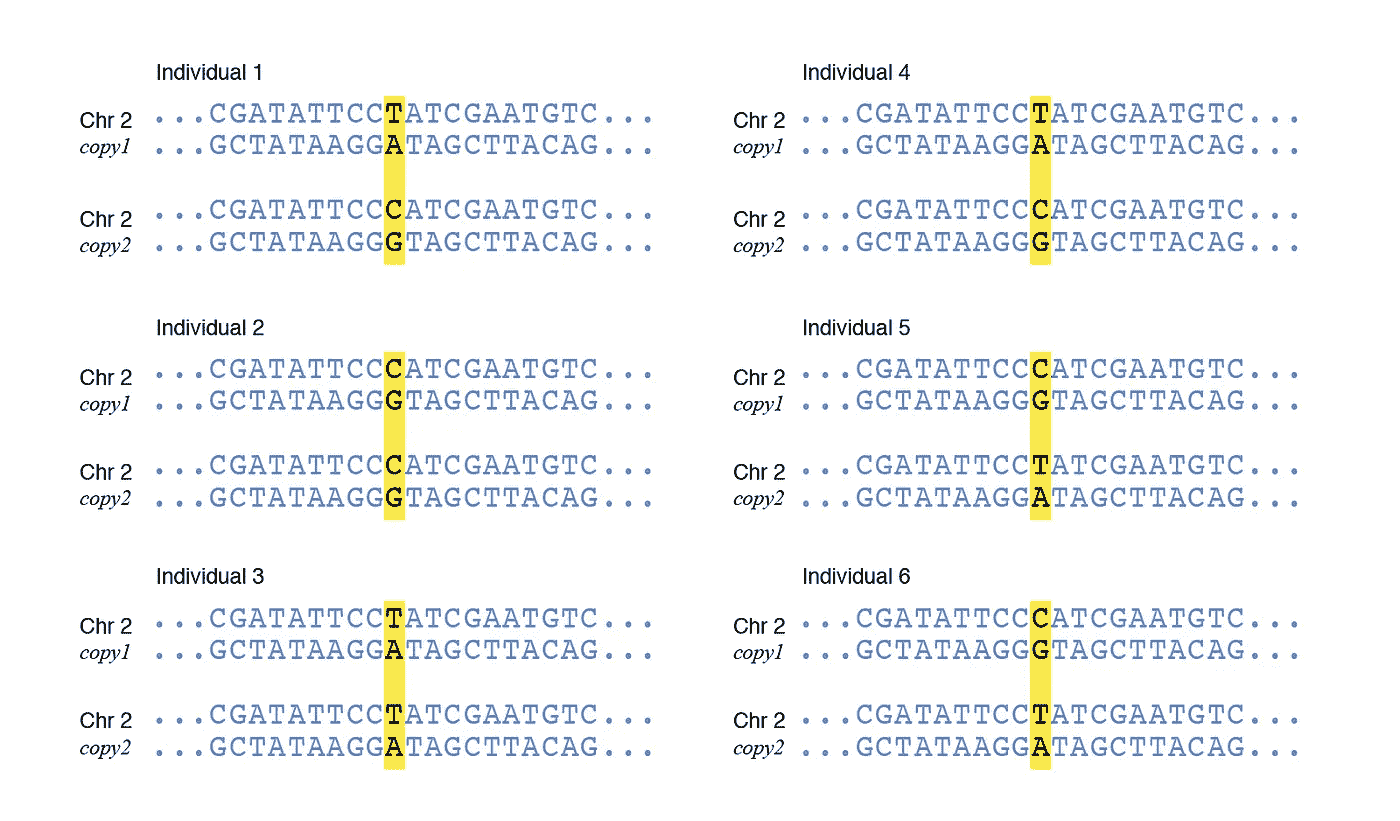 Individual 1
Chr 2 ...CGATATTCCTATCGAATGTC...
copy1 ...GCTATAAGGATAGCTTACAG...
Chr 2 ...CGATATTCCCATCGAATGTC...
copy2 ...GCTATAAGGGTAGCTTACAG...
Individual 2
Chr 2 ...CGATATTCCCATCGAATGTC...
copy1 ...GCTATAAGGGTAGCTTACAG...
Chr 2 ...CGATATTCCCATCGAATGTC...
copy2 ...GCTATAAGGGTAGCTTACAG...
Individual 3
Chr 2 ...CGATATTCCTATCGAATGTC...
copy1 ...GCTATAAGGATAGCTTACAG...
Chr 2 ...CGATATTCCTATCGAATGTC...
copy2 ...GCTATAAGGATAGCTTACAG...
Individual 4
Chr 2 ...CGATATTCCTATCGAATGTC...
copy1 ...GCTATAAGGATAGCTTACAG...
Chr 2 ...CGATATTCCCATCGAATGTC...
copy2 ...GCTATAAGGGTAGCTTACAG...
Individual 5
Chr 2 ...CGATATTCCCATCGAATGTC...
copy1 ...GCTATAAGGGTAGCTTACAG...
Chr 2 ...CGATATTCCTATCGAATGTC...
copy2 ...GCTATAAGGATAGCTTACAG...
Individual 6
Chr 2 ...CGATATTCCCATCGAATGTC...
copy1 ...GCTATAAGGGTAGCTTACAG...
Chr 2 ...CGATATTCCTATCGAATGTC...
copy2 ...GCTATAAGGATAGCTTACAG...